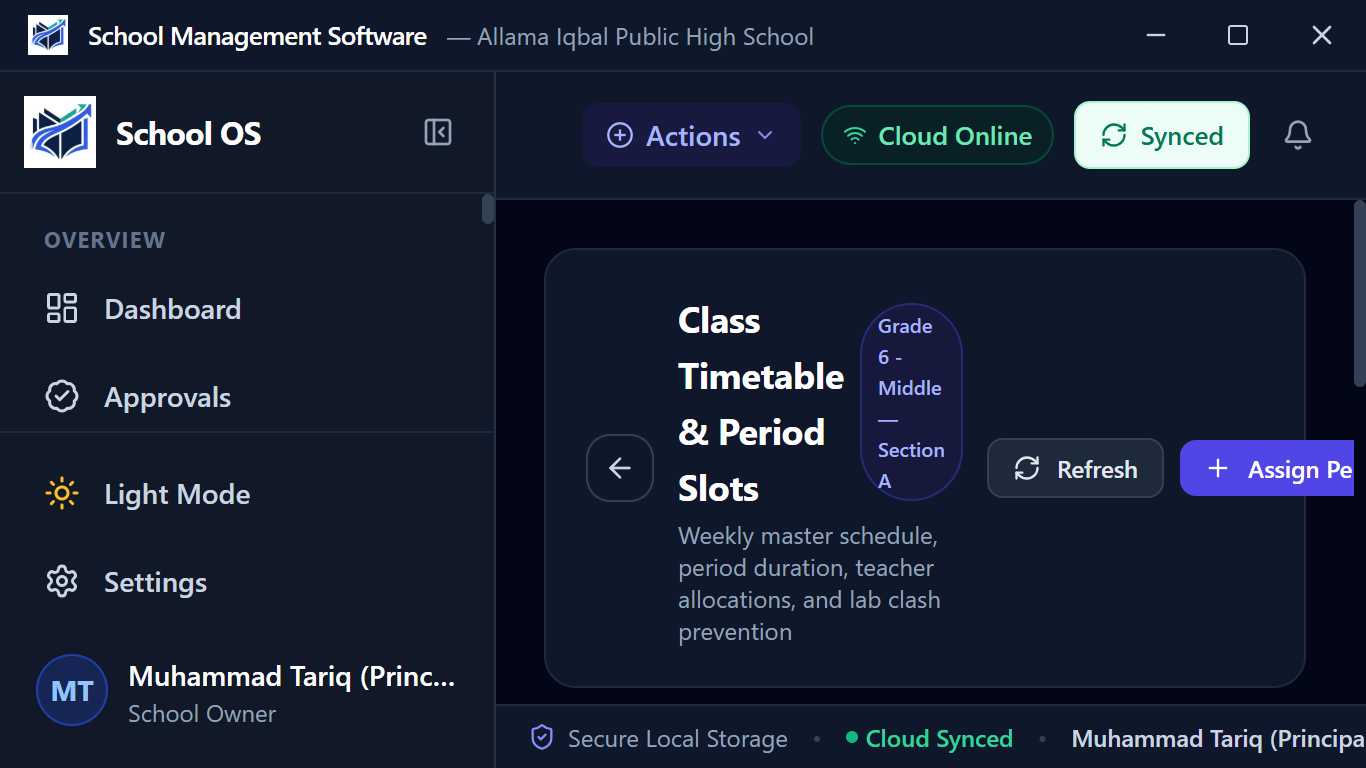 School Management Software — Allama Iqbal Public High School
School OS
Actions
Cloud Online
Synced
OVERVIEW
Dashboard
Approvals
Light Mode
Settings
MT
Muhammad Tariq (Princ...
School Owner
Class
Timetable
& Period
Slots
Grade
6 -
Middle
—
Section
A
Weekly master schedule,
period duration, teacher
allocations, and lab clash
prevention
Refresh
Assign Pe
Secure Local Storage • Cloud Synced • Muhammad Tariq (Principa